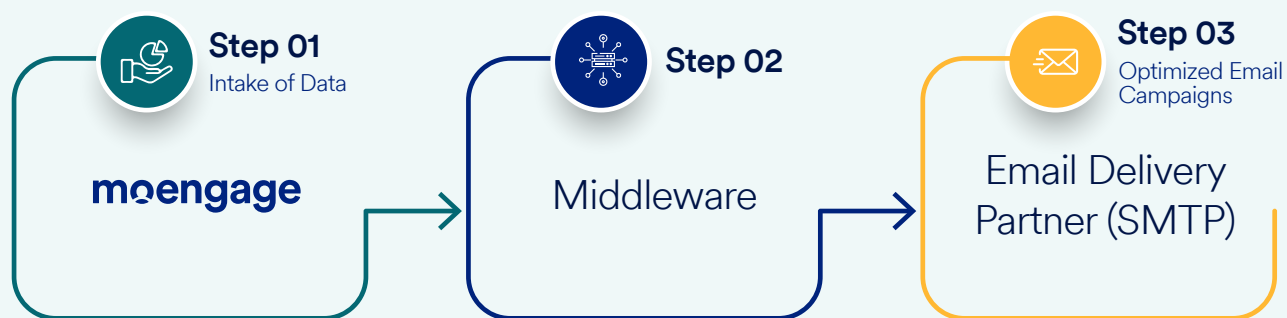 Step 01
Intake of Data
moengage
Step 02
Middleware
Step 03
Optimized Email
Campaigns
Email Delivery
Partner (SMTP)